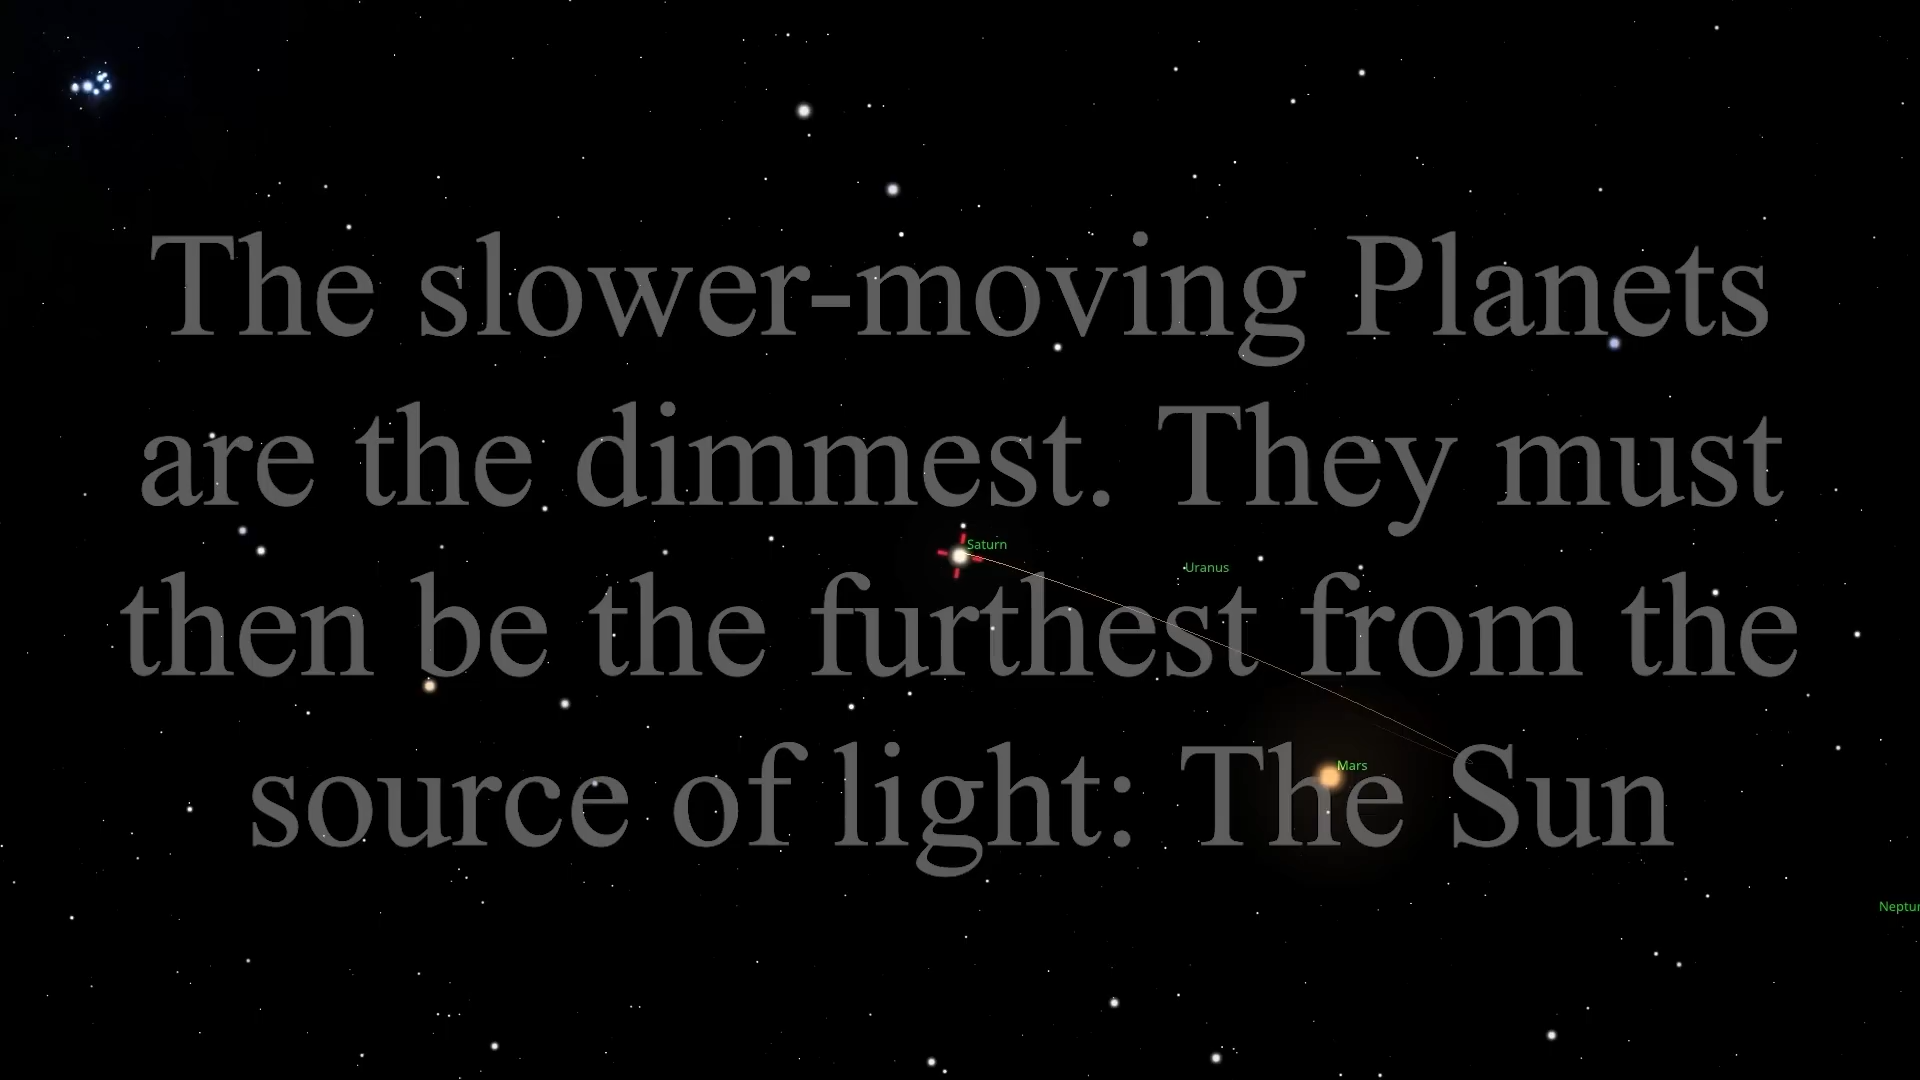 The slower-moving Planets
are the dimmest. They must
Saturn
Uranus
then be the furthest from the
Mars
source of light: The Sun
Neptun